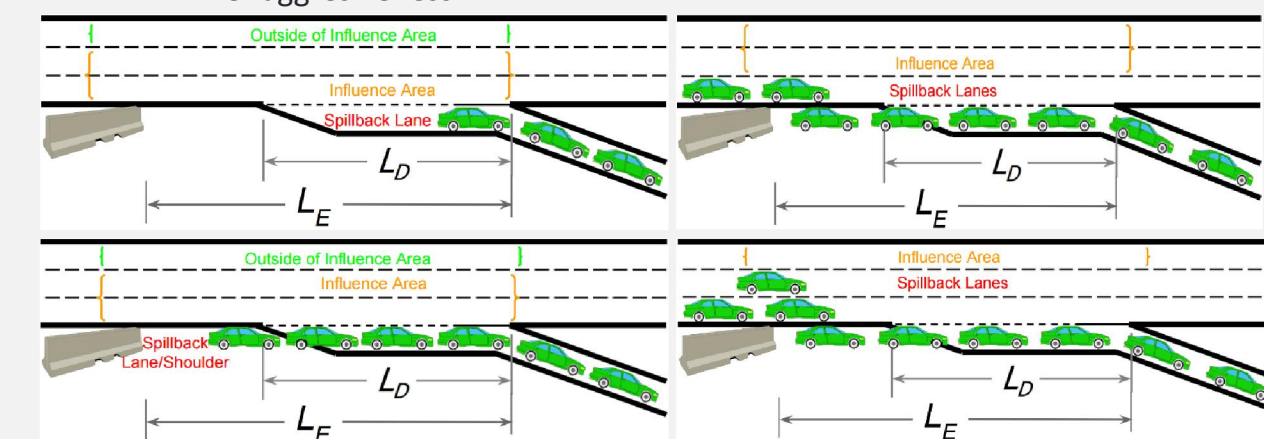 Outside of Influence Area
Influence Area
Spillback Lane
L_D
L_E
Influence Area
Spillback Lanes
L_D
L_E
Outside of Influence Area
Influence Area
Spillback
Lane/Shoulder
L_D
L_E
Influence Area
Spillback Lanes
L_D
L_E